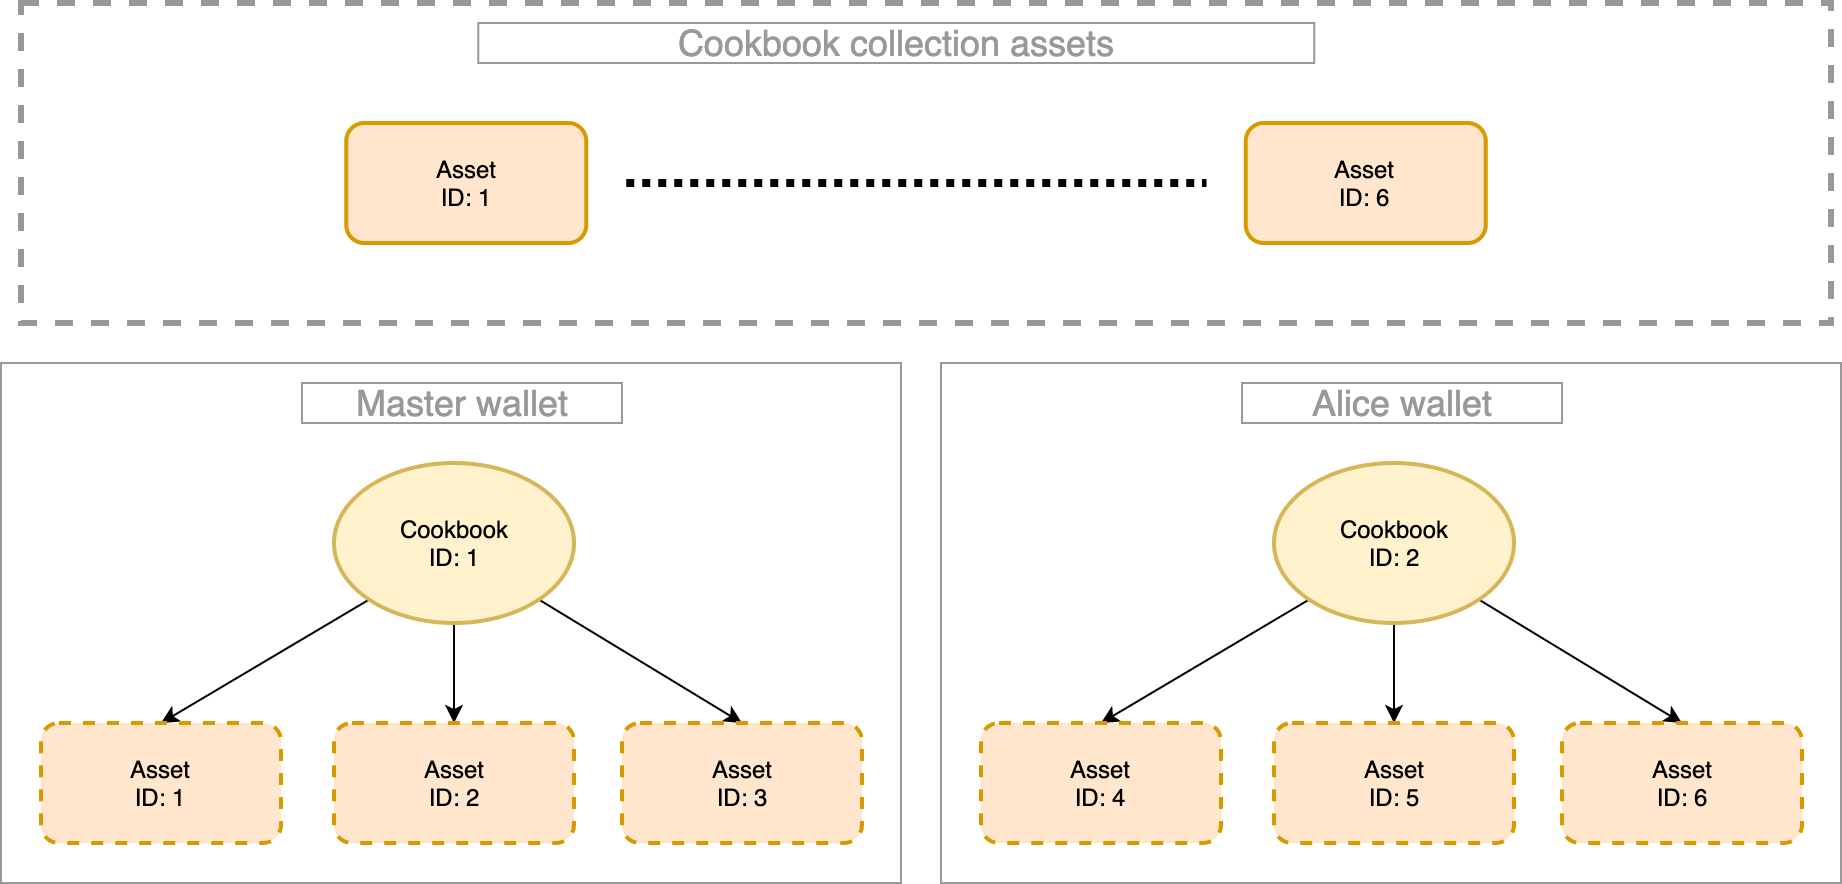 Cookbook collection assets
Asset
ID: 1
Asset
ID: 6
Master wallet
Cookbook
ID: 1
Asset
ID: 1
Asset
ID: 2
Asset
ID: 3
Alice wallet
Cookbook
ID: 2
Asset
ID: 4
Asset
ID: 5
Asset
ID: 6